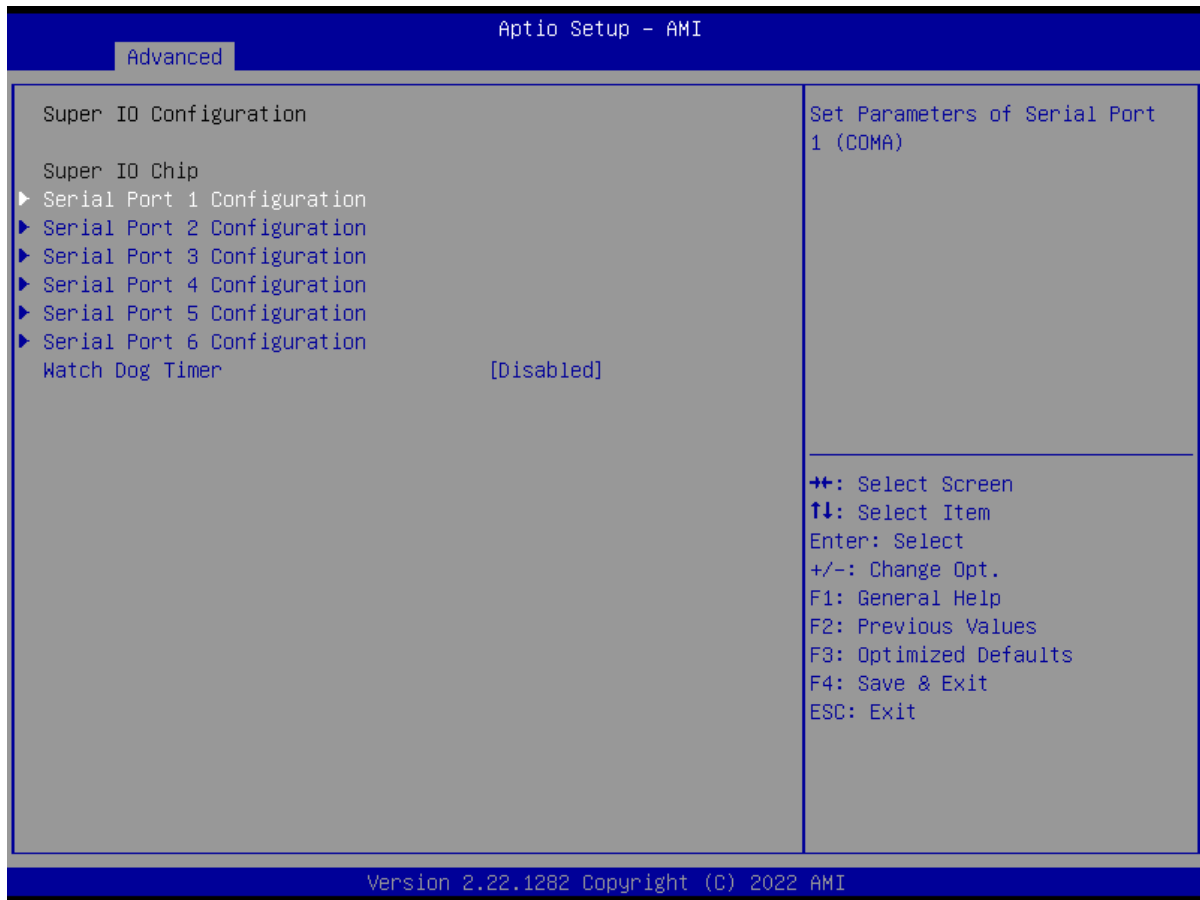 Aptio Setup – AMI
Advanced
Super IO Configuration
Super IO Chip
Serial Port 1 Configuration
Serial Port 2 Configuration
Serial Port 3 Configuration
Serial Port 4 Configuration
Serial Port 5 Configuration
Serial Port 6 Configuration
Watch Dog Timer [Disabled]
Set Parameters of Serial Port
1 (COMA)
→←: Select Screen
↑↓: Select Item
Enter: Select
+/-: Change Opt.
F1: General Help
F2: Previous Values
F3: Optimized Defaults
F4: Save & Exit
ESC: Exit
Version 2.22.1282 Copyright (C) 2022 AMI